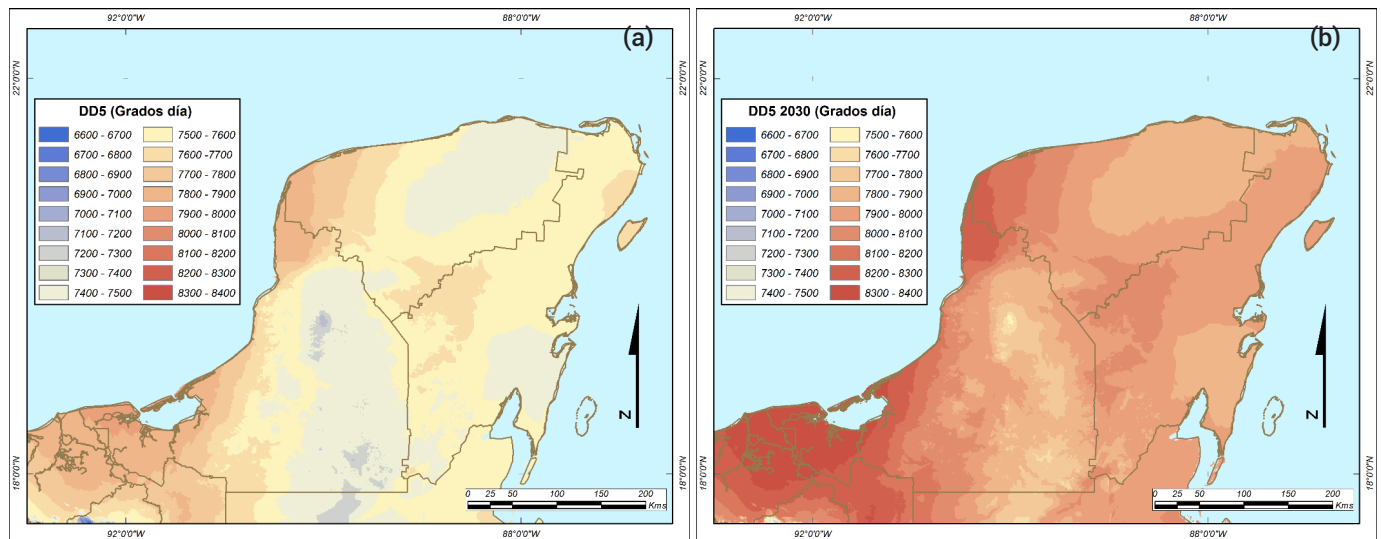 92°0'0"W 88°0'0"W
(a)
22°0'0"N
DD5 (Grados día)
6600 - 6700 7500 - 7600
6700 - 6800 7600 -7700
6800 - 6900 7700 - 7800
6900 - 7000 7800 - 7900
7000 - 7100 7900 - 8000
7100 - 7200 8000 - 8100
7200 - 7300 8100 - 8200
7300 - 7400 8200 - 8300
7400 - 7500 8300 - 8400
N
18°0'0"N 18°0'0"N
0 25 50 100 150 200
Kms
92°0'0"W 88°0'0"W
92°0'0"W 88°0'0"W
(b)
22°0'0"N 22°0'0"N
DD5 2030 (Grados día)
6600 - 6700 7500 - 7600
6700 - 6800 7600 -7700
6800 - 6900 7700 - 7800
6900 - 7000 7800 - 7900
7000 - 7100 7900 - 8000
7100 - 7200 8000 - 8100
7200 - 7300 8100 - 8200
7300 - 7400 8200 - 8300
7400 - 7500 8300 - 8400
N
18°0'0"N
0 25 50 100 150 200
Kms
92°0'0"W 88°0'0"W